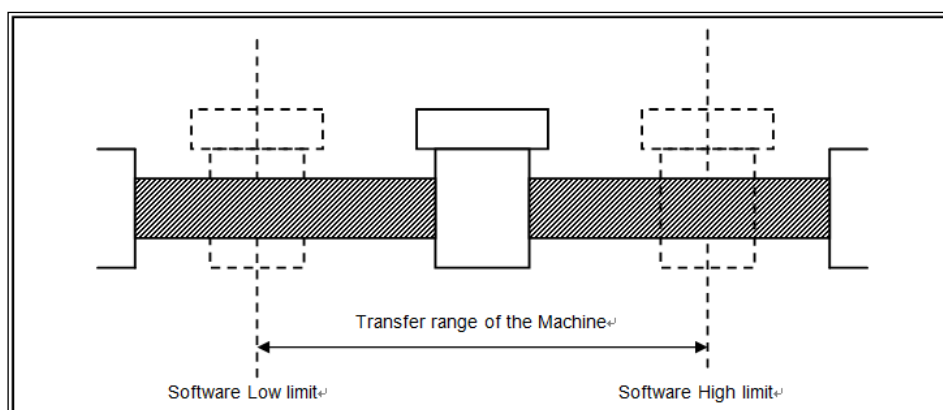 Transfer range of the Machine↵
Software Low limit↵
Software High limit↵